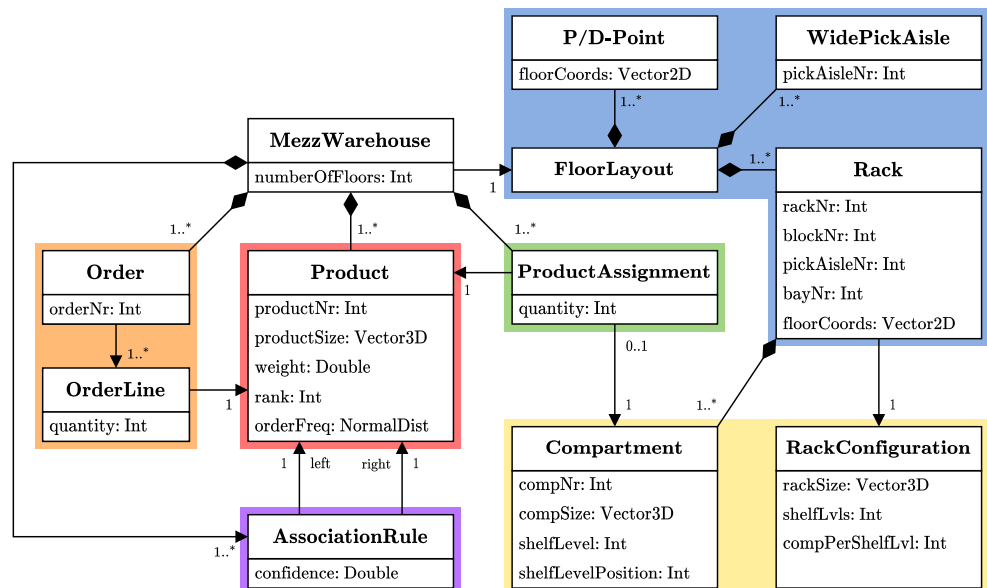 P/D-Point
floorCoords: Vector2D
WidePickAisle
pickAisleNr: Int
1..*
1..*
MezzWarehouse
numberOfFloors: Int
1
FloorLayout
1..*
Rack
rackNr: Int
blockNr: Int
pickAisleNr: Int
bayNr: Int
floorCoords: Vector2D
1..*
1..*
1..*
Order
orderNr: Int
1..*
OrderLine
quantity: Int
1
Product
productNr: Int
productSize: Vector3D
weight: Double
rank: Int
orderFreq: NormalDist
1
ProductAssignment
quantity: Int
0..1
1
1..*
1
1
left
right
1
AssociationRule
confidence: Double
1..*
Compartment
compNr: Int
compSize: Vector3D
shelfLevel: Int
shelfLevelPosition: Int
RackConfiguration
rackSize: Vector3D
shelfLvls: Int
compPerShelfLvl: Int